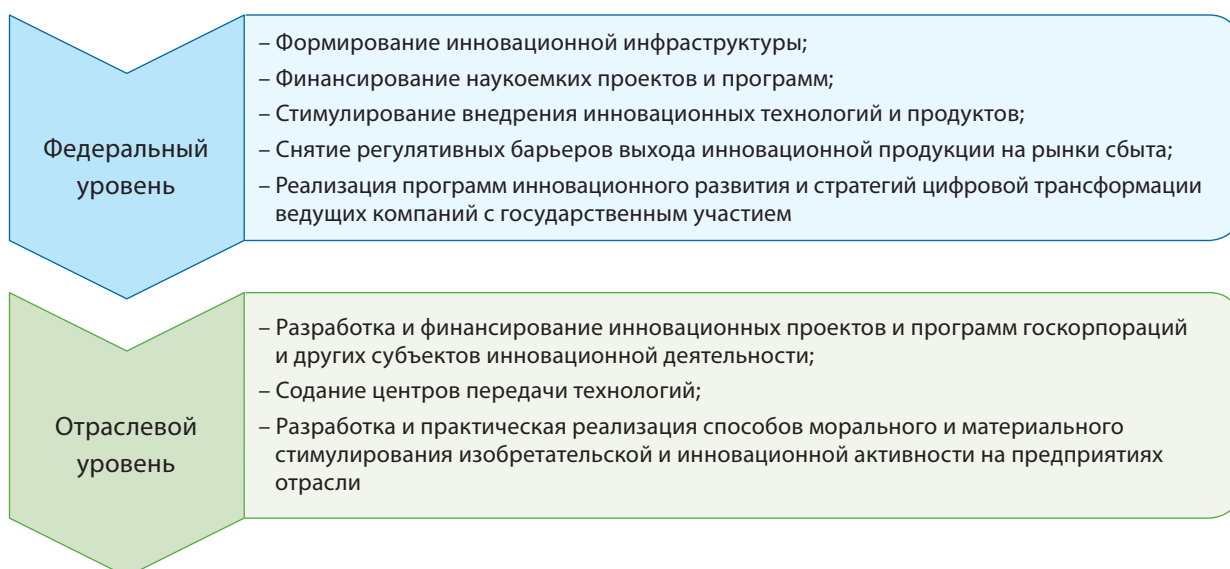 Федеральный
уровень
– Формирование инновационной инфраструктуры;
– Финансирование наукоемких проектов и программ;
– Стимулирование внедрения инновационных технологий и продуктов;
– Снятие регулятивных барьеров выхода инновационной продукции на рынки сбыта;
– Реализация программ инновационного развития и стратегий цифровой трансформации
ведущих компаний с государственным участием
Отраслевой
уровень
– Разработка и финансирование инновационных проектов и программ госкорпораций
и других субъектов инновационной деятельности;
– Содание центров передачи технологий;
– Разработка и практическая реализация способов морального и материального
стимулирования изобретательской и инновационной активности на предприятиях
отрасли